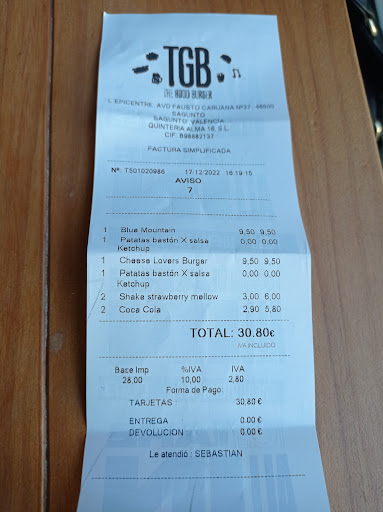 TGB
THE GOOD BURGER
L'EPICENTRE, AVD FAUSTO CARUANA Nº37, 46500
SAGUNTO
SAGUNTO, VALENCIA
QUINTERIA ALMA 16, S.L.
CIF: B98682137
FACTURA SIMPLIFICADA
Nº: T501020986 17/12/2022 16:19:15
AVISO
7
1 Blue Mountain 9,50 9,50
1 Patatas bastón X salsa 0,00 0,00
Ketchup
1 Cheese Lovers Burger 9,50 9,50
1 Patatas bastón X salsa 0,00 0,00
Ketchup
2 Shake strawberry mellow 3,00 6,00
2 Coca Cola 2,90 5,80
TOTAL: 30.80€
IVA INCLUIDO
Base Imp %IVA IVA
28,00 10,00 2,80
Forma de Pago:
TARJETAS : 30,80 €
ENTREGA 0.00 €
DEVOLUCION 0.00 €
Le atendió : SEBASTIAN